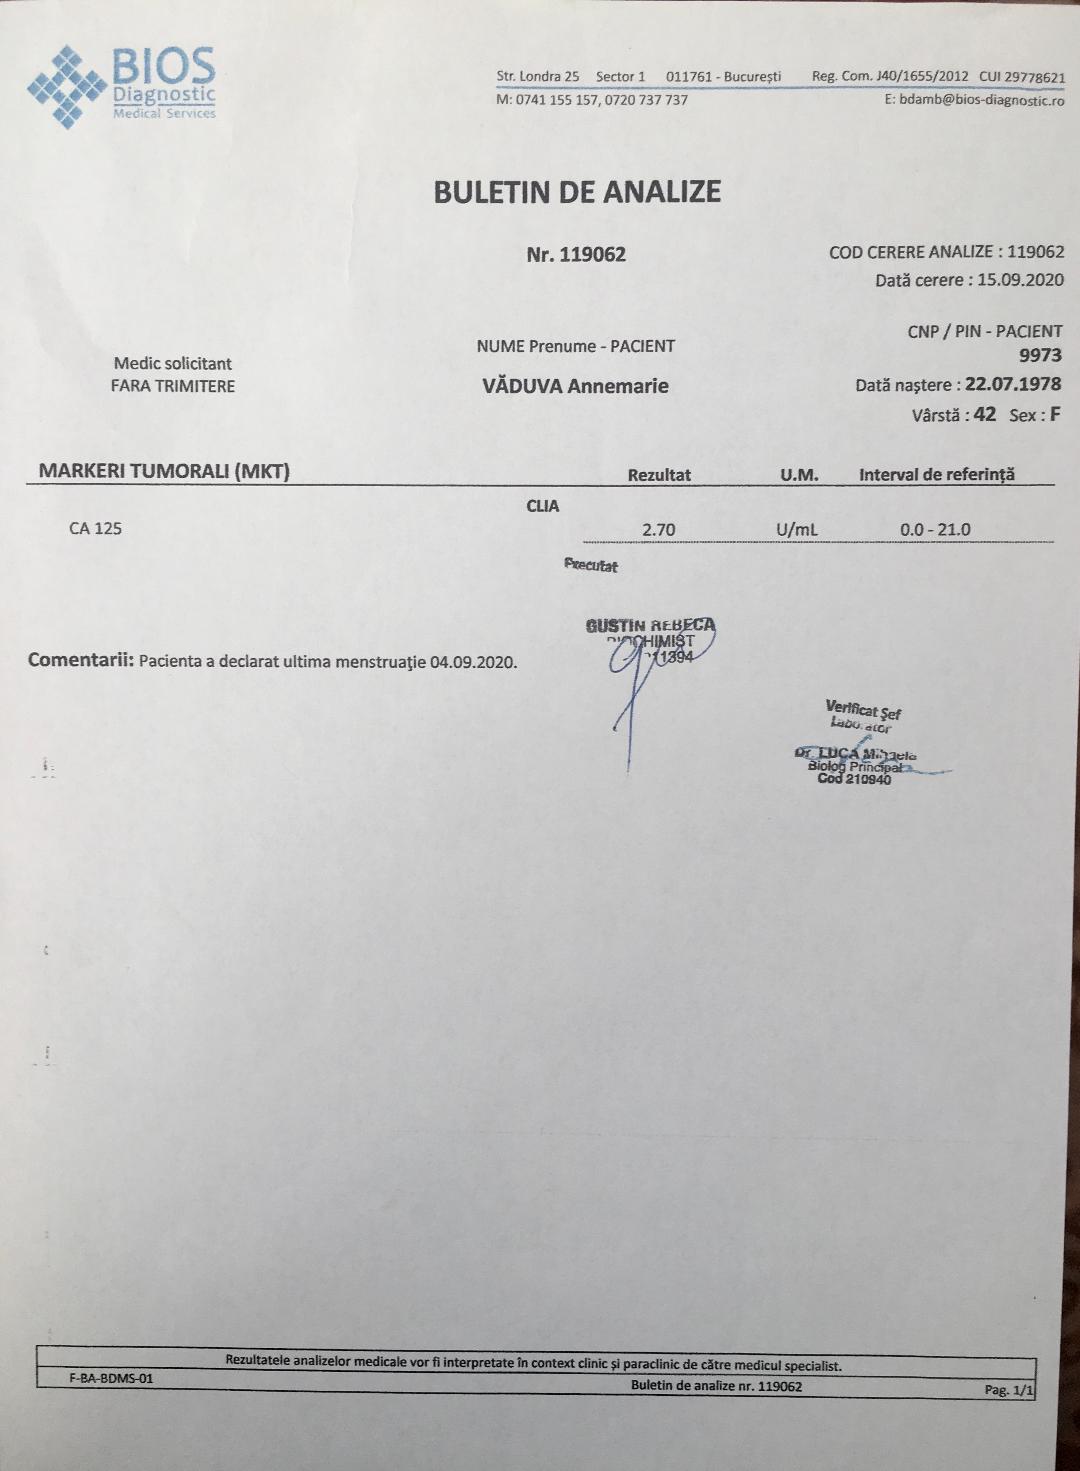 BIOS
Diagnostic
Medical Services
Str. Londra 25 Sector 1 011761 - București Reg. Com. J40/1655/2012 CUI 29778621
M: 0741 155 157, 0720 737 737 E: bdamb@bios-diagnostic.ro
BULETIN DE ANALIZE
Nr. 119062
COD CERERE ANALIZE : 119062
Dată cerere : 15.09.2020
Medic solicitant
FARA TRIMITERE
NUME Prenume - PACIENT
VĂDUVA Annemarie
CNP / PIN - PACIENT
9973
Dată naștere : 22.07.1978
Vârstă : 42 Sex : F
MARKERI TUMORALI (MKT) Rezultat U.M. Interval de referință
CLIA
CA 125 2.70 U/mL 0.0 - 21.0
Executat
GUSTIN REBECA
BIOCHIMIST
11394
Comentarii: Pacienta a declarat ultima menstruaţie 04.09.2020.
Verificat Şef
Laborator
Dr. LUCA Mihaela
Biolog Principal
Cod 210940
Rezultatele analizelor medicale vor fi interpretate în context clinic și paraclinic de către medicul specialist.
F-BA-BDMS-01 Buletin de analize nr. 119062 Pag. 1/1